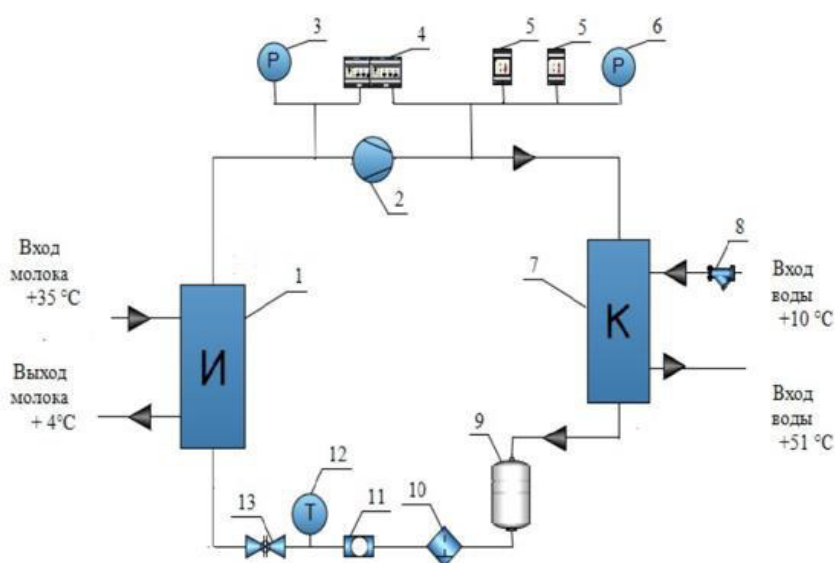 3
4
5
5
6
P
P
2
Вход
молока
+35 °C
1
И
Выход
молока
+ 4°C
7
К
8
Вход
воды
+10 °C
Вход
воды
+51 °C
9
10
11
12
T
13